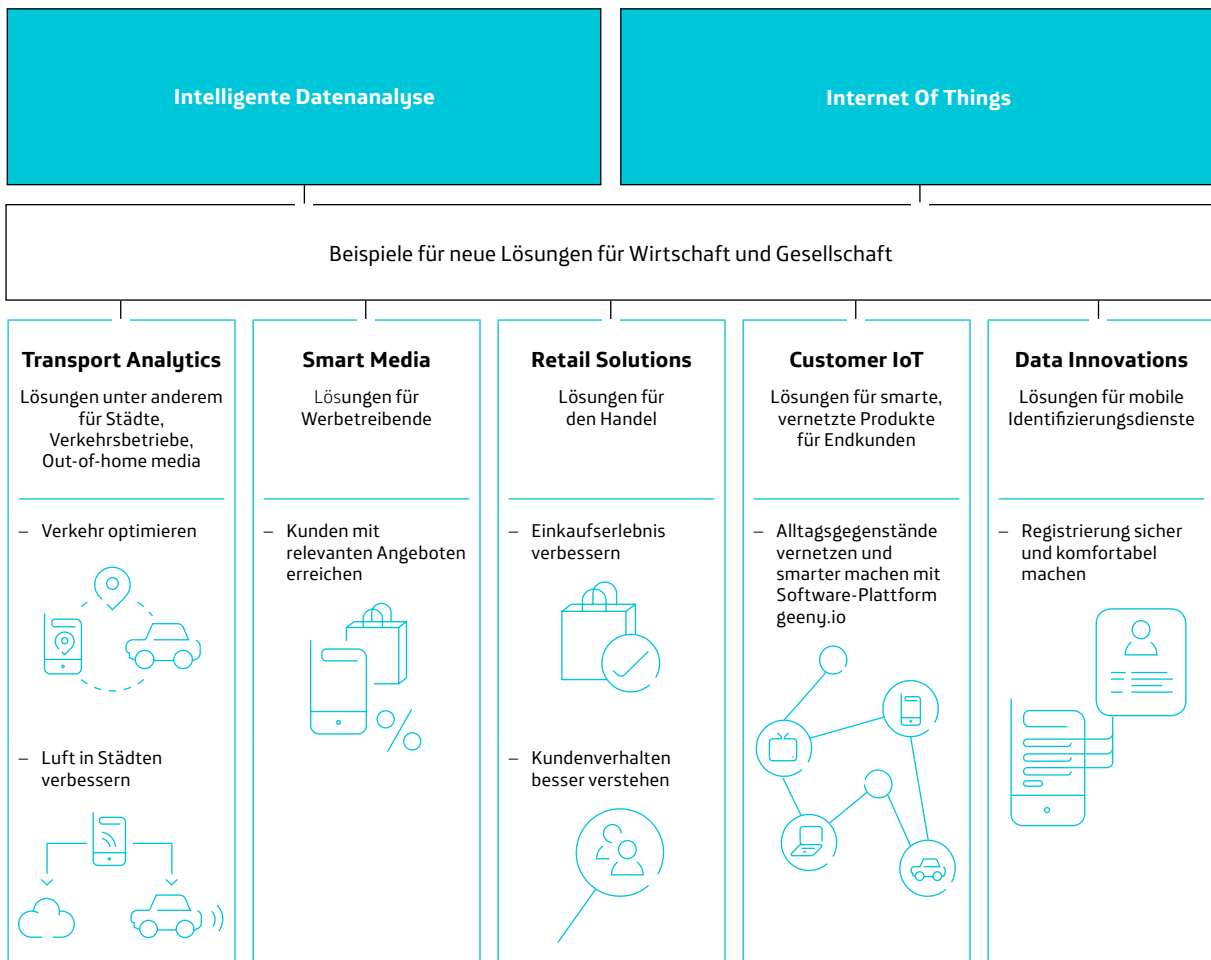 Intelligente Datenanalyse
Internet Of Things
Beispiele für neue Lösungen für Wirtschaft und Gesellschaft
Transport Analytics
Lösungen unter anderem
für Städte,
Verkehrsbetriebe,
Out-of-home media
– Verkehr optimieren
– Luft in Städten
verbessern
Smart Media
Lösungen für
Werbetreibende
– Kunden mit
relevanten Angeboten
erreichen
%
Retail Solutions
Lösungen für
den Handel
– Einkaufserlebnis
verbessern
– Kundenverhalten
besser verstehen
Customer IoT
Lösungen für smarte,
vernetzte Produkte
für Endkunden
– Alltagsgegenstände
vernetzen und
smarter machen mit
Software-Plattform
geeny.io
Data Innovations
Lösungen für mobile
Identifizierungsdienste
– Registrierung sicher
und komfortabel
machen